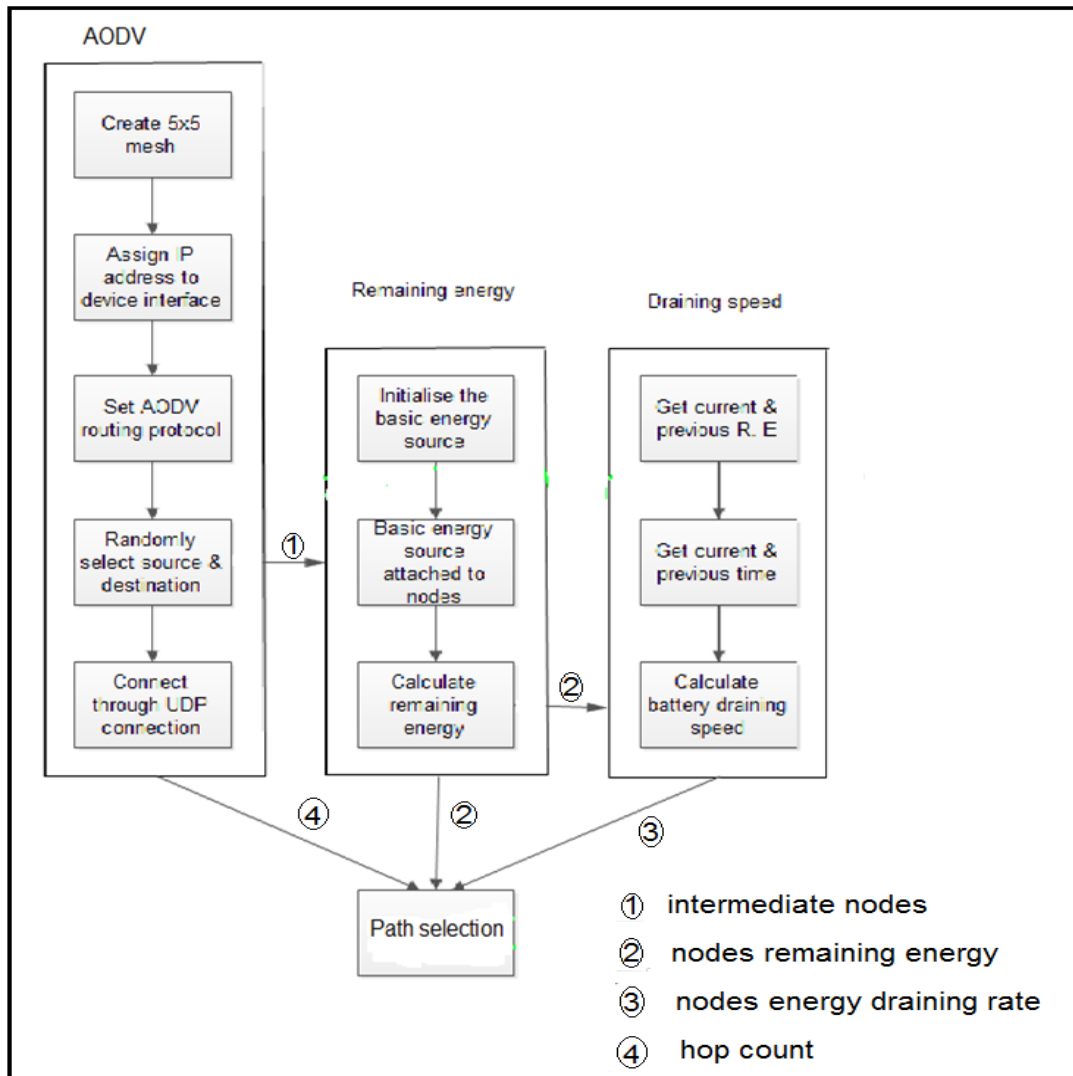 AODV
Create 5x5
mesh
Assign IP
address to
device interface
Set AODV
routing protocol
Randomly
select source &
destination
Connect
through UDP
connection
①
Remaining energy
Initialise the
basic energy
source
Basic energy
source
attached to
nodes
Calculate
remaining
energy
②
Draining speed
Get current &
previous R. E
Get current &
previous time
Calculate
battery draining
speed
④
②
③
Path selection
① intermediate nodes
② nodes remaining energy
③ nodes energy draining rate
④ hop count